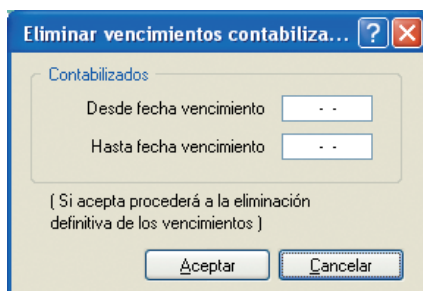 Eliminar vencimientos contabiliza...
Contabilizados
Desde fecha vencimiento - -
Hasta fecha vencimiento - -
( Si acepta procederá a la eliminación
definitiva de los vencimientos )
Aceptar Cancelar